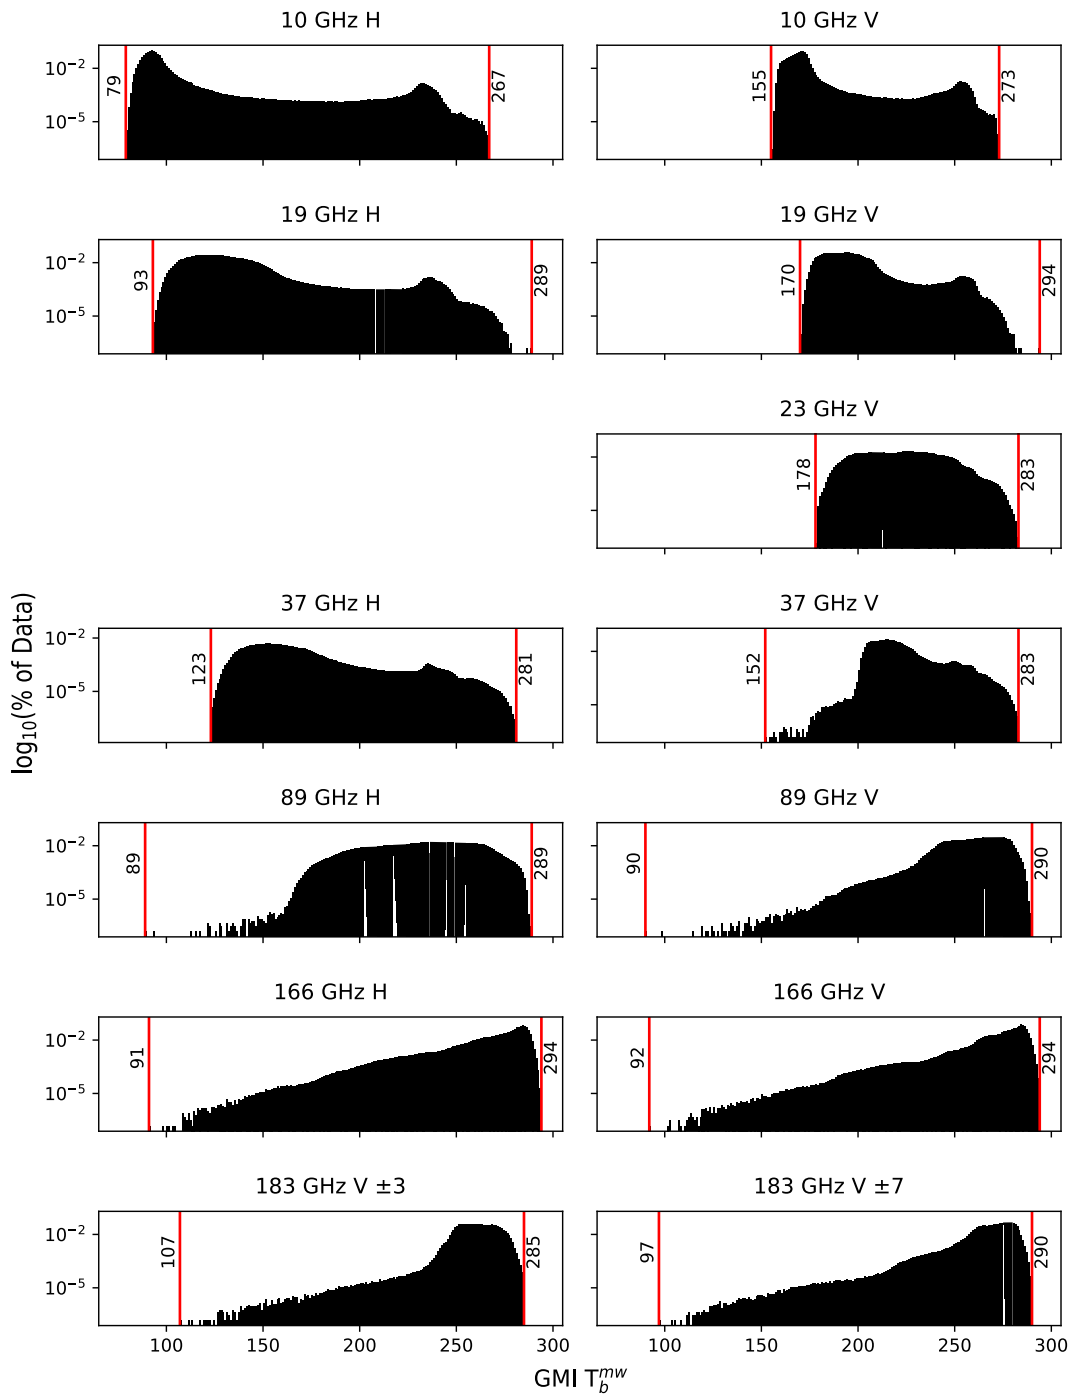 10 GHz H
10 GHz V
10⁻²
10⁻⁵
79
267
155
273
19 GHz H
19 GHz V
10⁻²
10⁻⁵
93
289
170
294
23 GHz V
178
283
log₁₀(% of Data)
37 GHz H
37 GHz V
10⁻²
10⁻⁵
123
281
152
283
89 GHz H
89 GHz V
10⁻²
10⁻⁵
89
289
90
290
166 GHz H
166 GHz V
10⁻²
10⁻⁵
91
294
92
294
183 GHz V ±3
183 GHz V ±7
10⁻²
10⁻⁵
107
285
97
290
100 150 200 250 300
100 150 200 250 300
GMI T_b^{mw}